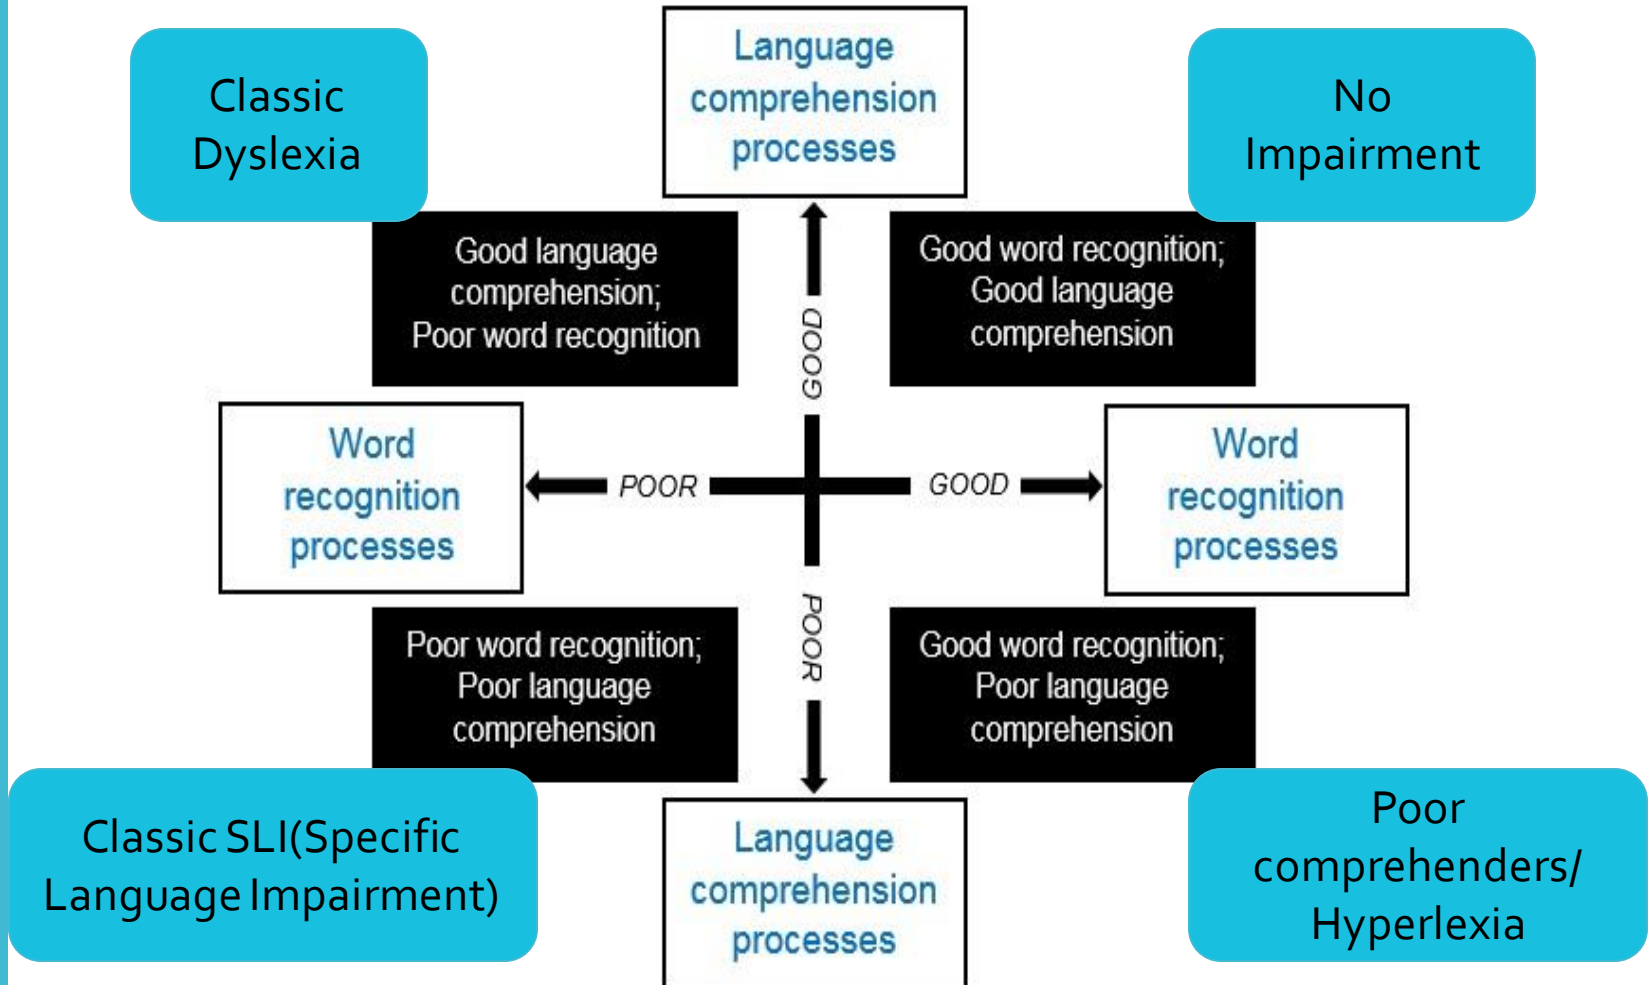 Classic
Dyslexia
Language
comprehension
processes
No
Impairment
Good language
comprehension;
Poor word recognition
GOOD
Good word recognition;
Good language
comprehension
Word
recognition
processes
POOR
GOOD
Word
recognition
processes
Poor word recognition;
Poor language
comprehension
POOR
Good word recognition;
Poor language
comprehension
Classic SLI(Specific
Language Impairment)
Language
comprehension
processes
Poor
comprehenders/
Hyperlexia